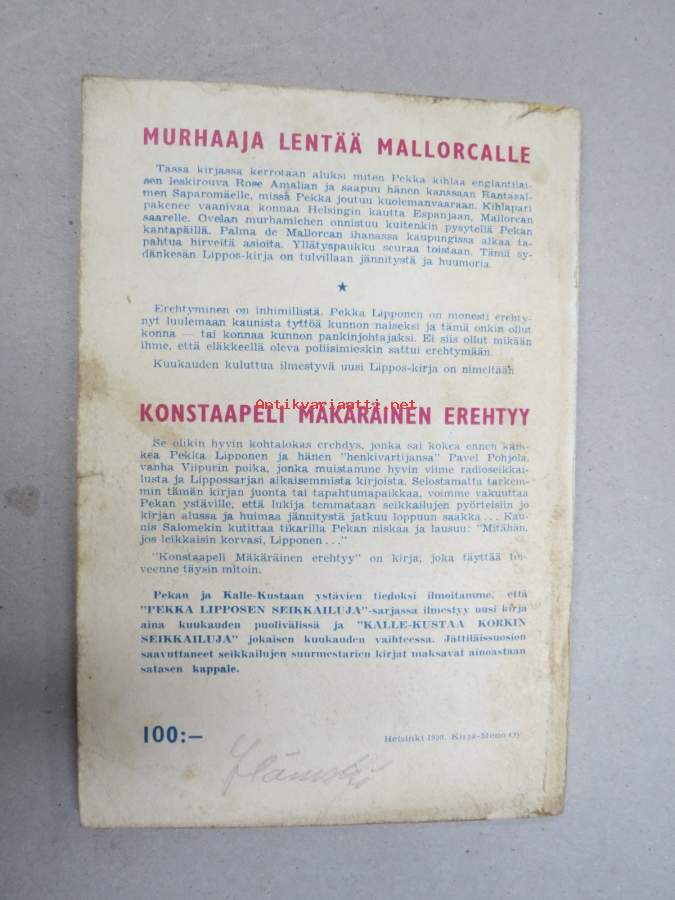 MURHAAJA LENTÄÄ MALLORCALLE
Tässä kirjassa kerrotaan aluksi miten Pekka kihlaa englantilai-
sen leskirouva Rose Amalian ja saapuu hänen kanssaan Rantasal-
men Saparomäelle, missä Pekka joutuu kuolemanvaaraan. Kihlapari
pakenee vaanivaa konnaa Helsingin kautta Espanjaan, Mallorcan
saarelle. Ovelan murhamiehen onnistuu kuitenkin pysytellä Pekan
kantapäillä. Palma de Mallorcan ihanassa kaupungissa alkaa ta-
pahtua hirveitä asioita. Yllätyspaukku seuraa toistaan. Tämä sy-
dänkesän Lippos-kirja on tulvillaan jännitystä ja huumoria.
★
Erehtyminen on inhimillistä. Pekka Lipponen on monesti erehty-
nyt luulemaan kaunista tyttöä kunnon naiseksi ja tämä onkin ollut
konna — tai konnaa kunnon pankinjohtajaksi. Ei siis ollut mikään
ihme, että eläkkeellä oleva poliisimieskin sattui erehtymään.
Kuukauden kuluttua ilmestyvä uusi Lippos-kirja on nimeltään
Antikvariaatti.net
KONSTAAPELI MÄKÄRÄINEN EREHTYY
Se olikin hyvin kohtalokas erehdys, jonka sai kokea ennen kaik-
kea Pekka Lipponen ja hänen "henkivartijansa" Pavel Pohjola,
vanha Viipurin poika, jonka muistamme hyvin viime radioseikkai-
lusta ja Lippossarjan aikaisemmista kirjoista. Selostamatta tarkem-
min tämän kirjan juonta tai tapahtumapaikkaa, voimme vakuuttaa
Pekan ystäville, että lukija temmataan seikkailujen pyörteisiin jo
kirjan alussa ja huimaa jännitystä jatkuu loppuun saakka... Kau-
nis Salomekin kutittaa tikarilla Pekan niskaa ja lausuu: "Mitähän,
jos leikkaisin korvasi, Lipponen..."
"Konstaapeli Mäkäräinen erehtyy" on kirja, joka täyttää toi-
veenne täysin mitoin.
Pekan ja Kalle-Kustaan ystävien tiedoksi ilmoitamme, että
"PEKKA LIPPOSEN SEIKKAILUJA"-sarjassa ilmestyy uusi kirja
aina kuukauden puolivälissä ja "KALLE-KUSTAA KORKIN
SEIKKAILUJA" jokaisen kuukauden vaihteessa. Jättiläissuosion
saavuttaneet seikkailujen suurmestarien kirjat maksavat ainoastaan
satasen kappale.
100:—
Helsinki Kirja-Mono Oy